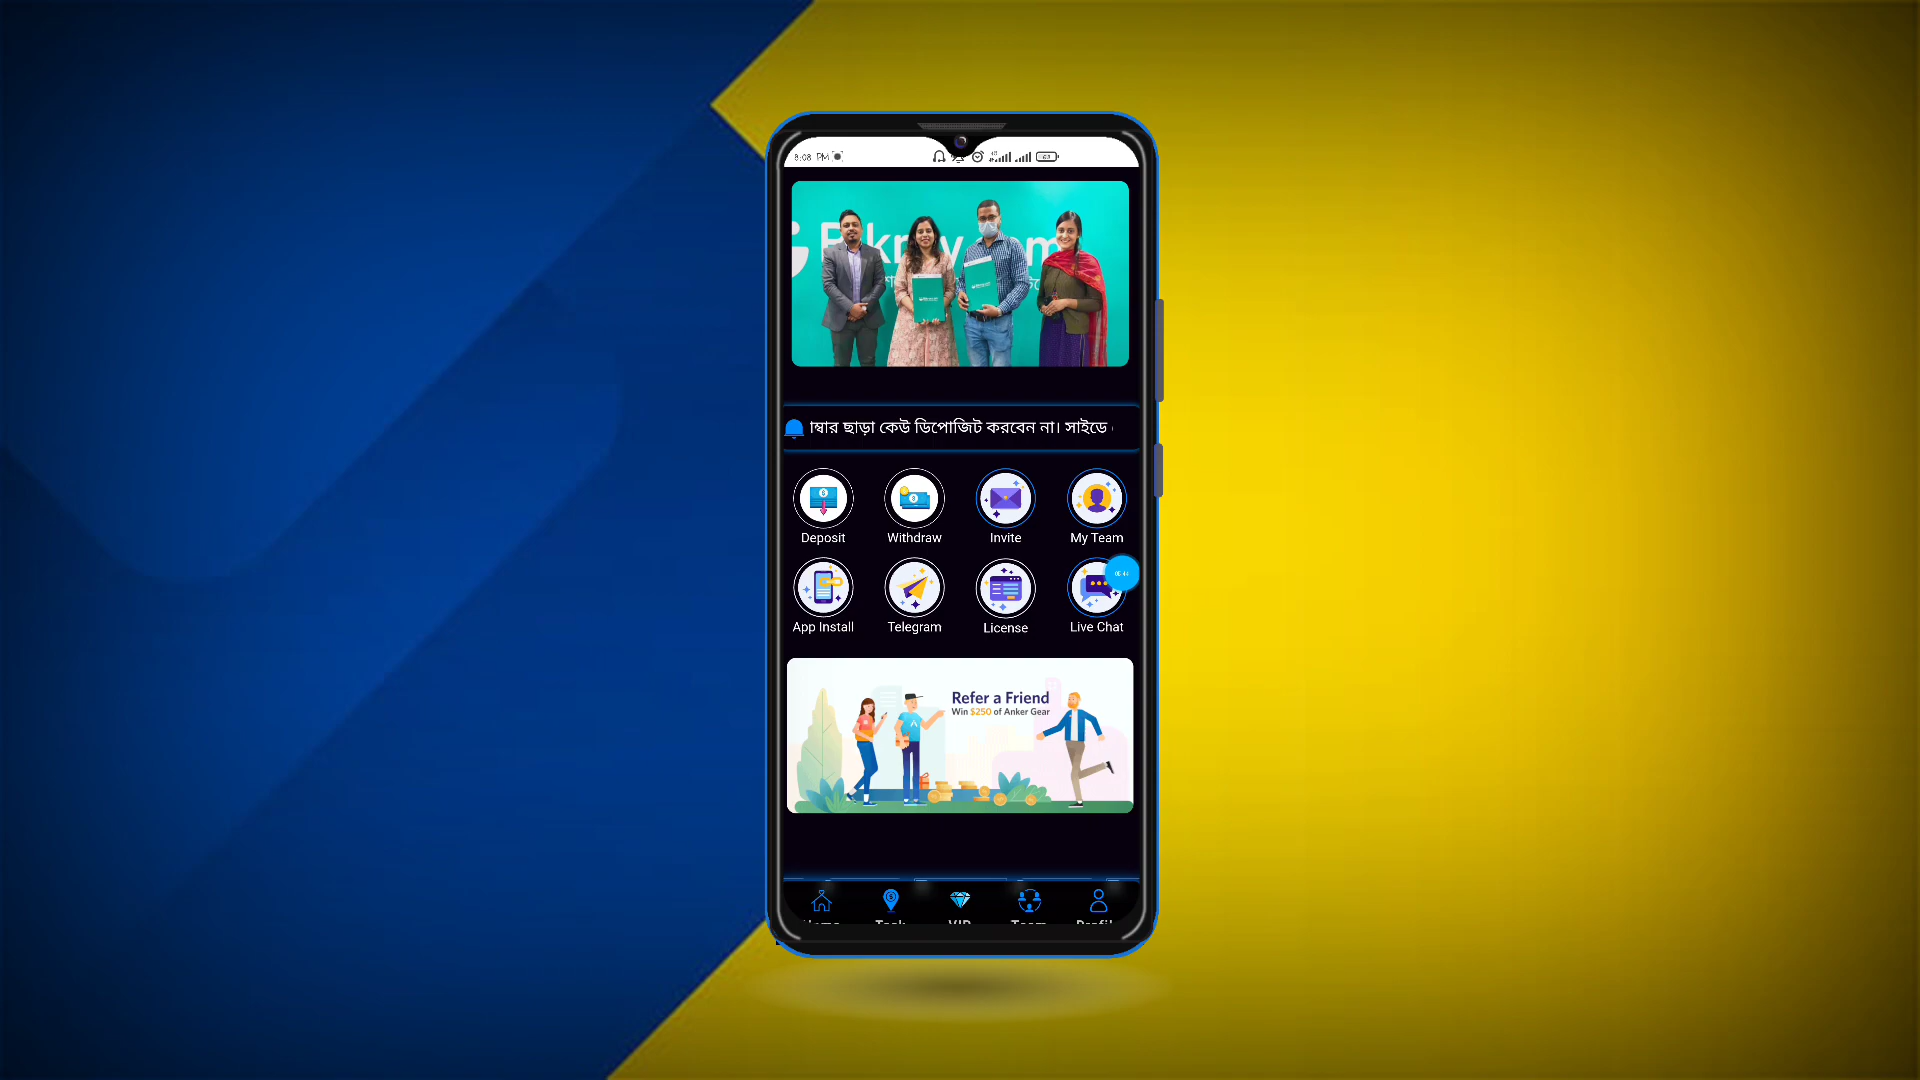 8:08 PM
ছাড়া কেউ ডিপোজিট করবেন না। সাইডে
Deposit
Withdraw
Invite
My Team
App Install
Telegram
License
Live Chat
Refer a Friend
Win $250 of Anker Gear
VIP